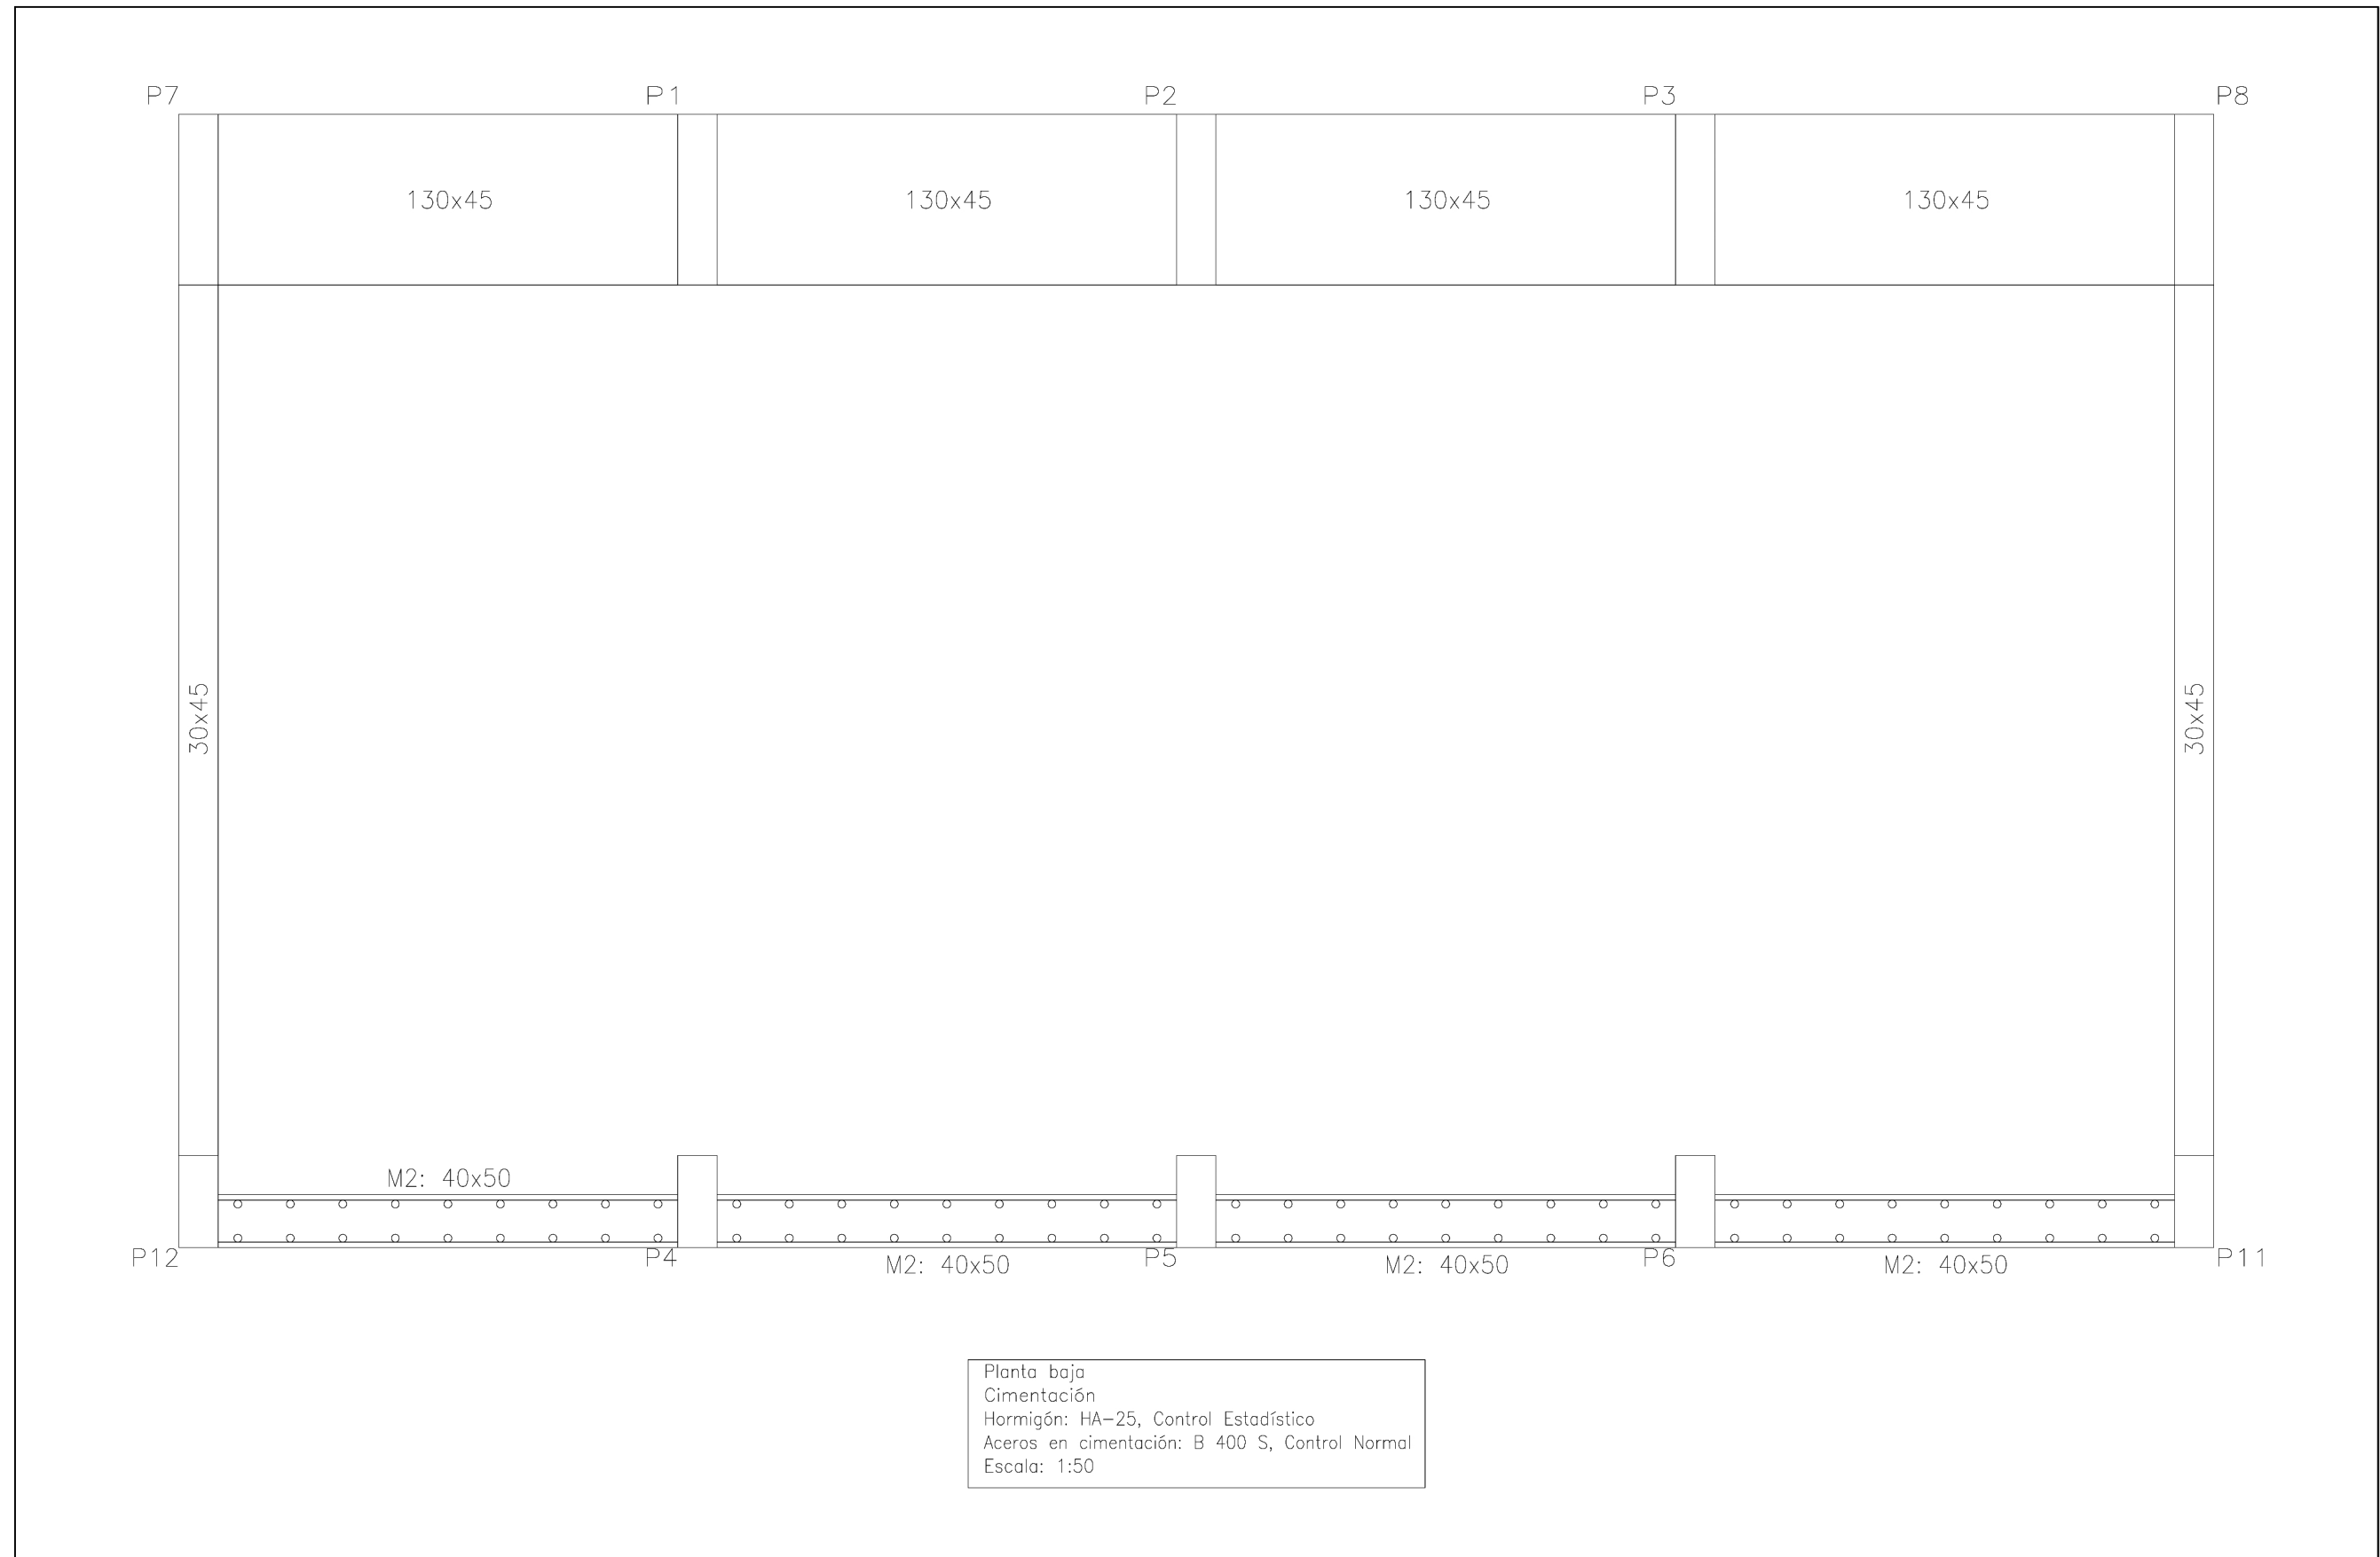 P7
P1
P2
P3
P8
130x45
130x45
130x45
130x45
30x45
30x45
M2: 40x50
P12
P4
M2: 40x50
P5
M2: 40x50
P6
M2: 40x50
P11
Planta baja
Cimentación
Hormigón: HA-25, Control Estadístico
Aceros en cimentación: B 400 S, Control Normal
Escala: 1:50